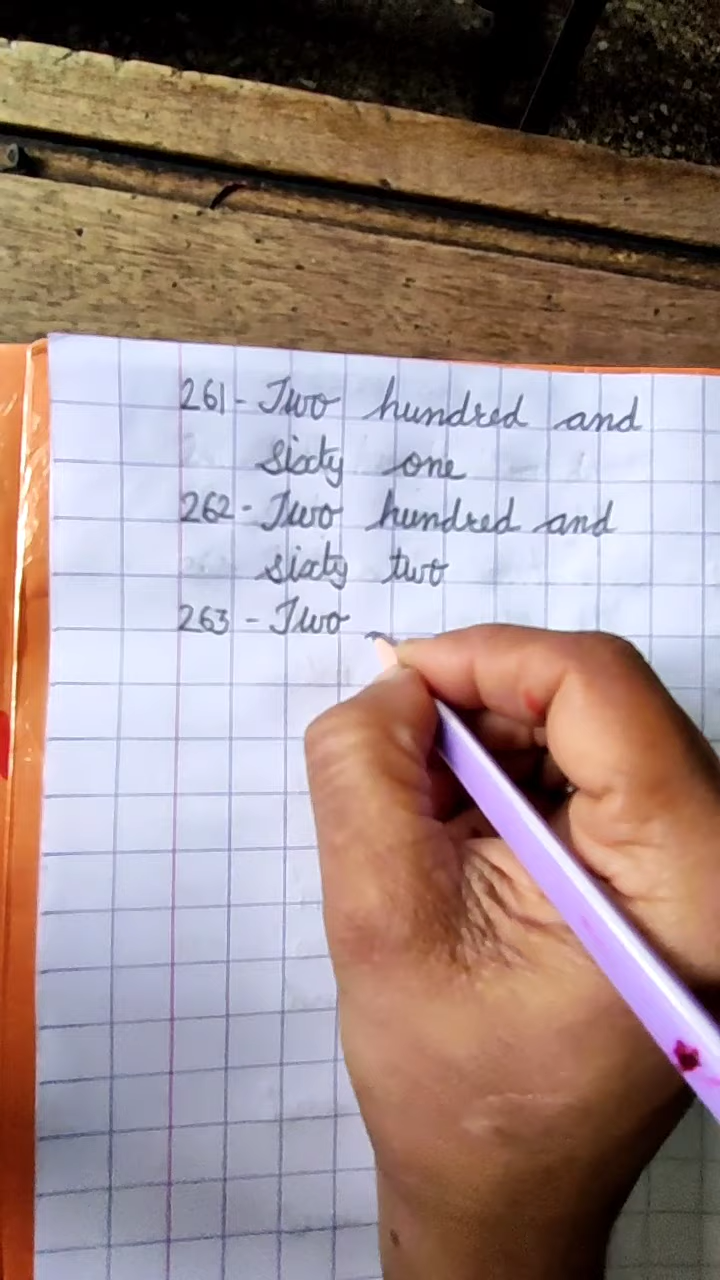 261- Two hundred and
sixty one
262- Two hundred and
sixty two
263 - Two